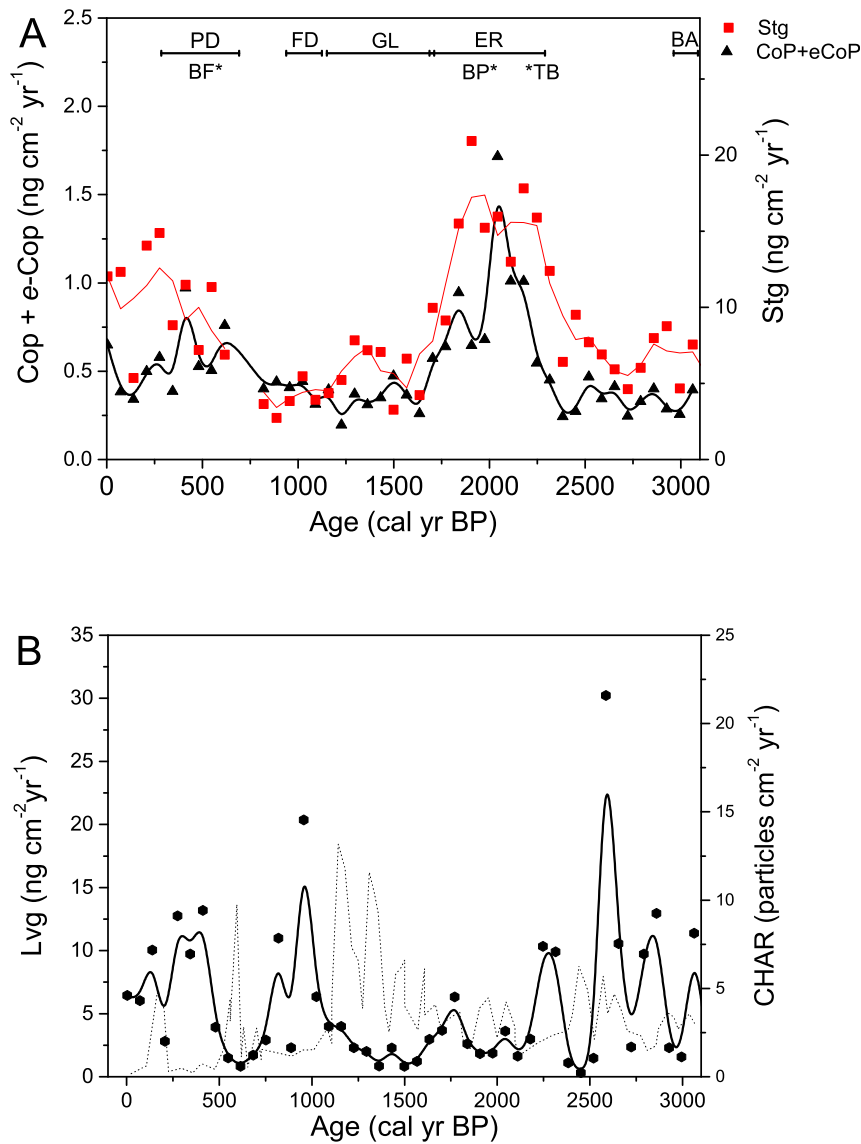 A
Stg
CoP+eCoP
PD
FD
GL
ER
BA
BF*
BP*
*TB
Cop + e-Cop (ng cm-2 yr-1)
2.5
2.0
1.5
1.0
0.5
0.0
Stg (ng cm-2 yr-1)
20
10
0
0 500 1000 1500 2000 2500 3000
Age (cal yr BP)
B
Lvg (ng cm-2yr-1)
35
30
25
20
15
10
5
0
CHAR (particles cm-2 yr-1)
25
20
15
10
5
0
0 500 1000 1500 2000 2500 3000
Age (cal yr BP)